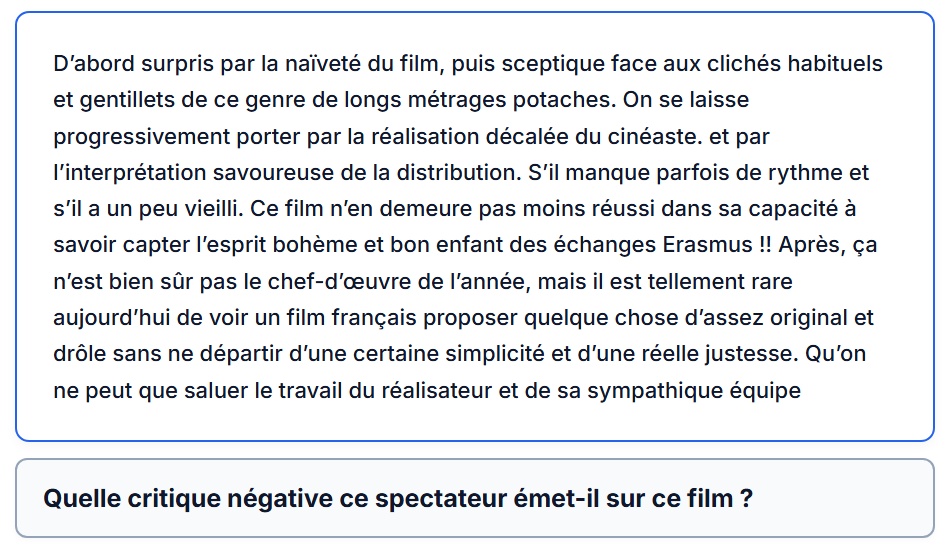 D’abord surpris par la naïveté du film, puis sceptique face aux clichés habituels
et gentillets de ce genre de longs métrages potaches. On se laisse
progressivement porter par la réalisation décalée du cinéaste. et par
l’interprétation savoureuse de la distribution. S’il manque parfois de rythme et
s’il a un peu vieilli. Ce film n’en demeure pas moins réussi dans sa capacité à
savoir capter l’esprit bohème et bon enfant des échanges Erasmus !! Après, ça
n’est bien sûr pas le chef-d’œuvre de l’année, mais il est tellement rare
aujourd’hui de voir un film français proposer quelque chose d’assez original et
drôle sans ne départir d’une certaine simplicité et d’une réelle justesse. Qu’on
ne peut que saluer le travail du réalisateur et de sa sympathique équipe
Quelle critique négative ce spectateur émet-il sur ce film ?